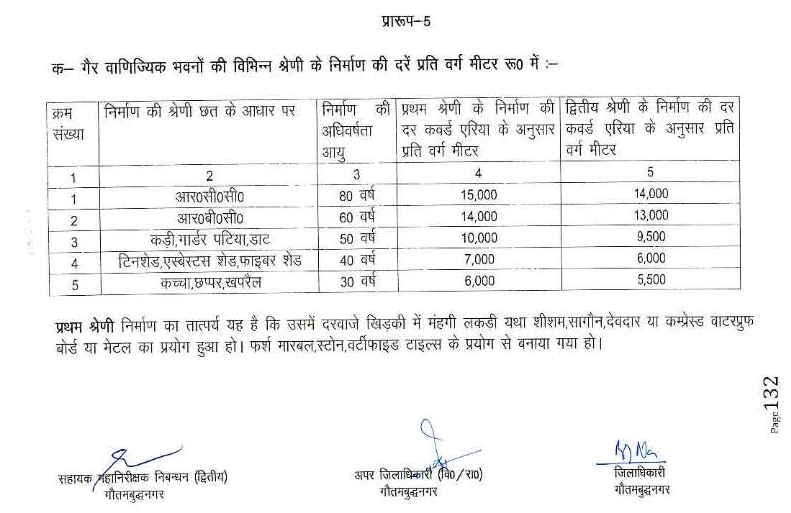 प्रारूप-5
क- गैर वाणिज्यिक भवनों की विभिन्न श्रेणी के निर्माण की दरें प्रति वर्ग मीटर रू0 में :-
क्रम संख्या | निर्माण की श्रेणी छत के आधार पर | निर्माण की अधिवर्षता आयु | प्रथम श्रेणी के निर्माण की दर कवर्ड एरिया के अनुसार प्रति वर्ग मीटर | द्वितीय श्रेणी के निर्माण की दर कवर्ड एरिया के अनुसार प्रति वर्ग मीटर
1 | 2 | 3 | 4 | 5
1 | आर0सी0सी0 | 80 वर्ष | 15,000 | 14,000
2 | आर0बी0सी0 | 60 वर्ष | 14,000 | 13,000
3 | कड़ी,गार्डर पटिया,डाट | 50 वर्ष | 10,000 | 9,500
4 | टिनशेड,एस्बेस्टस शेड,फाइबर शेड | 40 वर्ष | 7,000 | 6,000
5 | कच्चा,छप्पर,खपरैल | 30 वर्ष | 6,000 | 5,500
प्रथम श्रेणी निर्माण का तात्पर्य यह है कि उसमें दरवाजे खिड़की में मंहगी लकडी यथा शीशम,सागौन,देवदार या कम्प्रेस्ड वाटरप्रुफ
बोर्ड या मेटल का प्रयोग हुआ हो। फर्श मारबल,स्टोन,वर्टीफाइड टाइल्स के प्रयोग से बनाया गया हो।
Page 132
सहायक महानिरीक्षक निबन्धन (द्वितीय)
गौतमबुद्धनगर
अपर जिलाधिकारी (वि0/रा0)
गौतमबुद्धनगर
जिलाधिकारी
गौतमबुद्धनगर